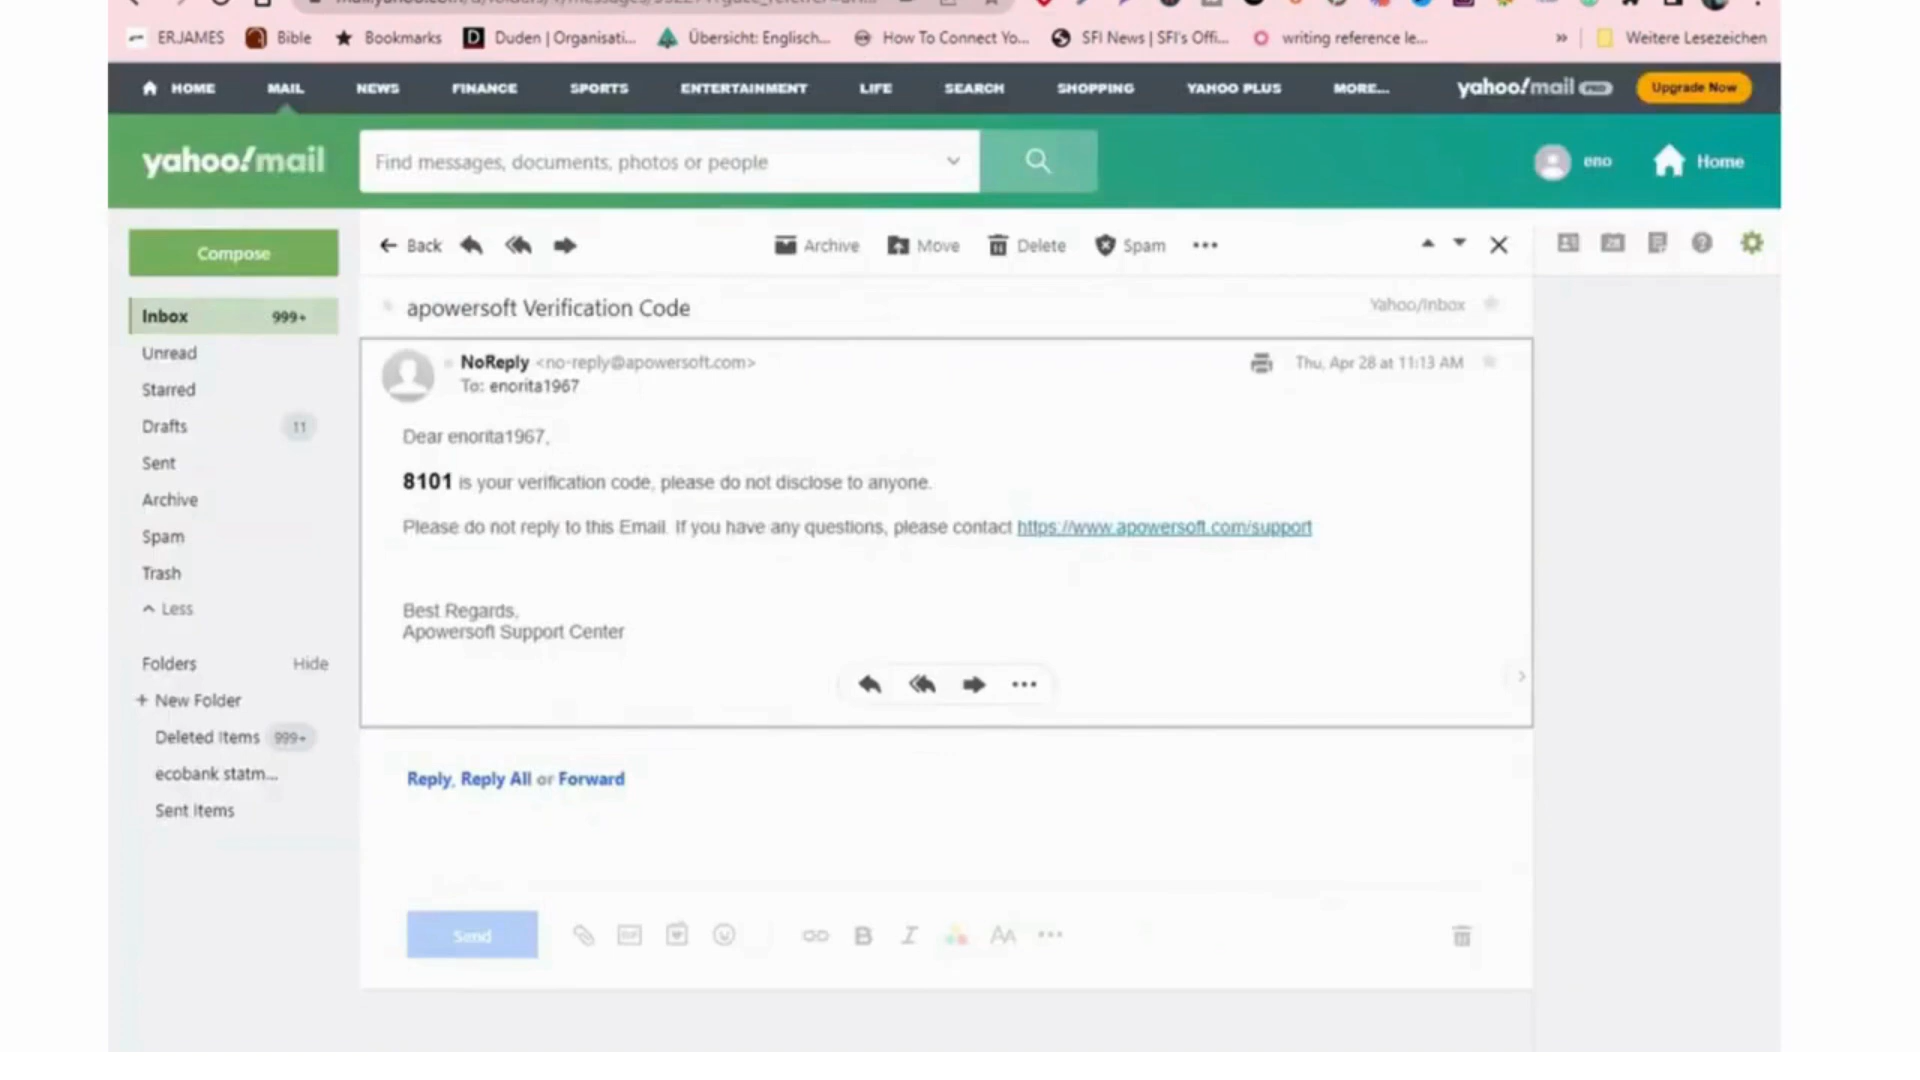 ERJAMES Bible Bookmarks Duden | Organisati... Übersicht: Englisch... How To Connect Yo... SFI News | SFI's Offi... writing reference le... » Weitere Lesezeichen
HOME MAIL NEWS FINANCE SPORTS ENTERTAINMENT LIFE SEARCH SHOPPING YAHOO PLUS MORE... yahoo!mail Upgrade Now
yahoo!mail Find messages, documents, photos or people eno Home
Compose
Back Archive Move Delete Spam
Inbox 999+
Unread
Starred
Drafts 11
Sent
Archive
Spam
Trash
Less
Folders Hide
+ New Folder
Deleted Items 999+
ecobank statm...
Sent Items
apowersoft Verification Code Yahoo/Inbox
NoReply <no-reply@apowersoft.com> Thu, Apr 28 at 11:13 AM
To: enorita1967
Dear enorita1967,
8101 is your verification code, please do not disclose to anyone.
Please do not reply to this Email. If you have any questions, please contact https://www.apowersoft.com/support
Best Regards,
Apowersoft Support Center
Reply, Reply All or Forward
Send GIF B I AA